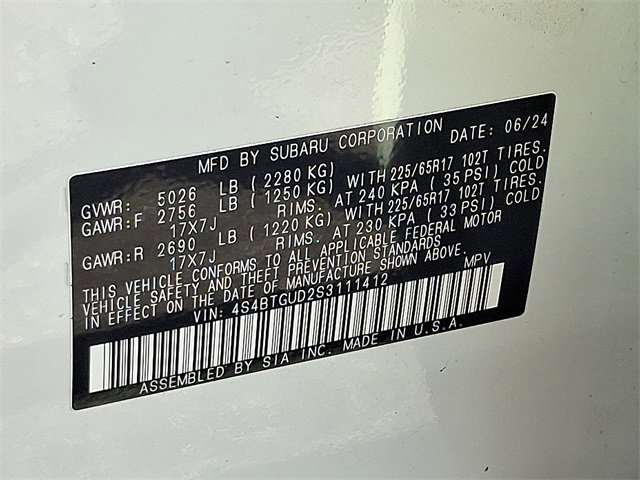 MFD BY SUBARU CORPORATION DATE: 06/24
GVWR: 5026 LB ( 2280 KG)
GAWR:F 2756 LB ( 1250 KG) WITH 225/65R17 102T TIRES.
17X7J RIMS. AT 240 KPA ( 35 PSI) COLD
GAWR:R 2690 LB ( 1220 KG) WITH 225/65R17 102T TIRES.
17X7J RIMS. AT 230 KPA ( 33 PSI) COLD
THIS VEHICLE CONFORMS TO ALL APPLICABLE FEDERAL MOTOR
VEHICLE SAFETY AND THEFT PREVENTION STANDARDS
IN EFFECT ON THE DATE OF MANUFACTURE SHOWN ABOVE.
VIN: 4S4BTGUD2S3111412 MPV
ASSEMBLED BY SIA INC. MADE IN U.S.A.